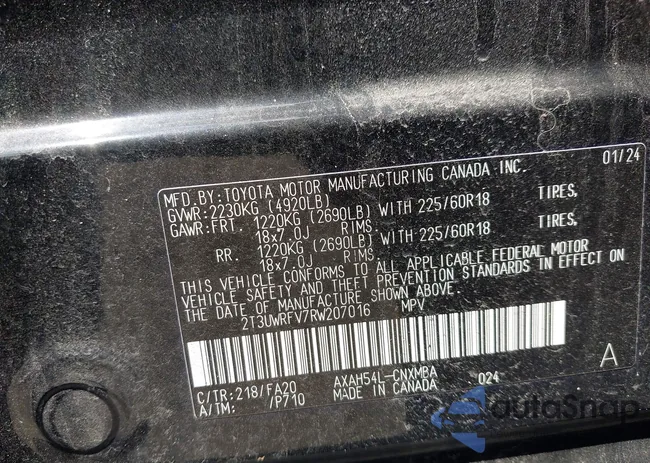 MFD.BY:TOYOTA MOTOR MANUFACTURING CANADA INC. 01/24
GVWR:2230KG (4920LB)
GAWR:FRT. 1220KG (2690LB) WITH 225/60R18 TIRES,
18x7.0J RIMS,
RR. 1220KG (2690LB) WITH 225/60R18 TIRES,
18x7.0J RIMS.
THIS VEHICLE CONFORMS TO ALL APPLICABLE FEDERAL MOTOR
VEHICLE SAFETY AND THEFT PREVENTION STANDARDS IN EFFECT ON
THE DATE OF MANUFACTURE SHOWN ABOVE.
2T3UWRFV7RW207016 MPV
C/TR:218/FA20 AXAH54L-CNXMBA 024 A
A/TM: /P710 MADE IN CANADA
autoSnap